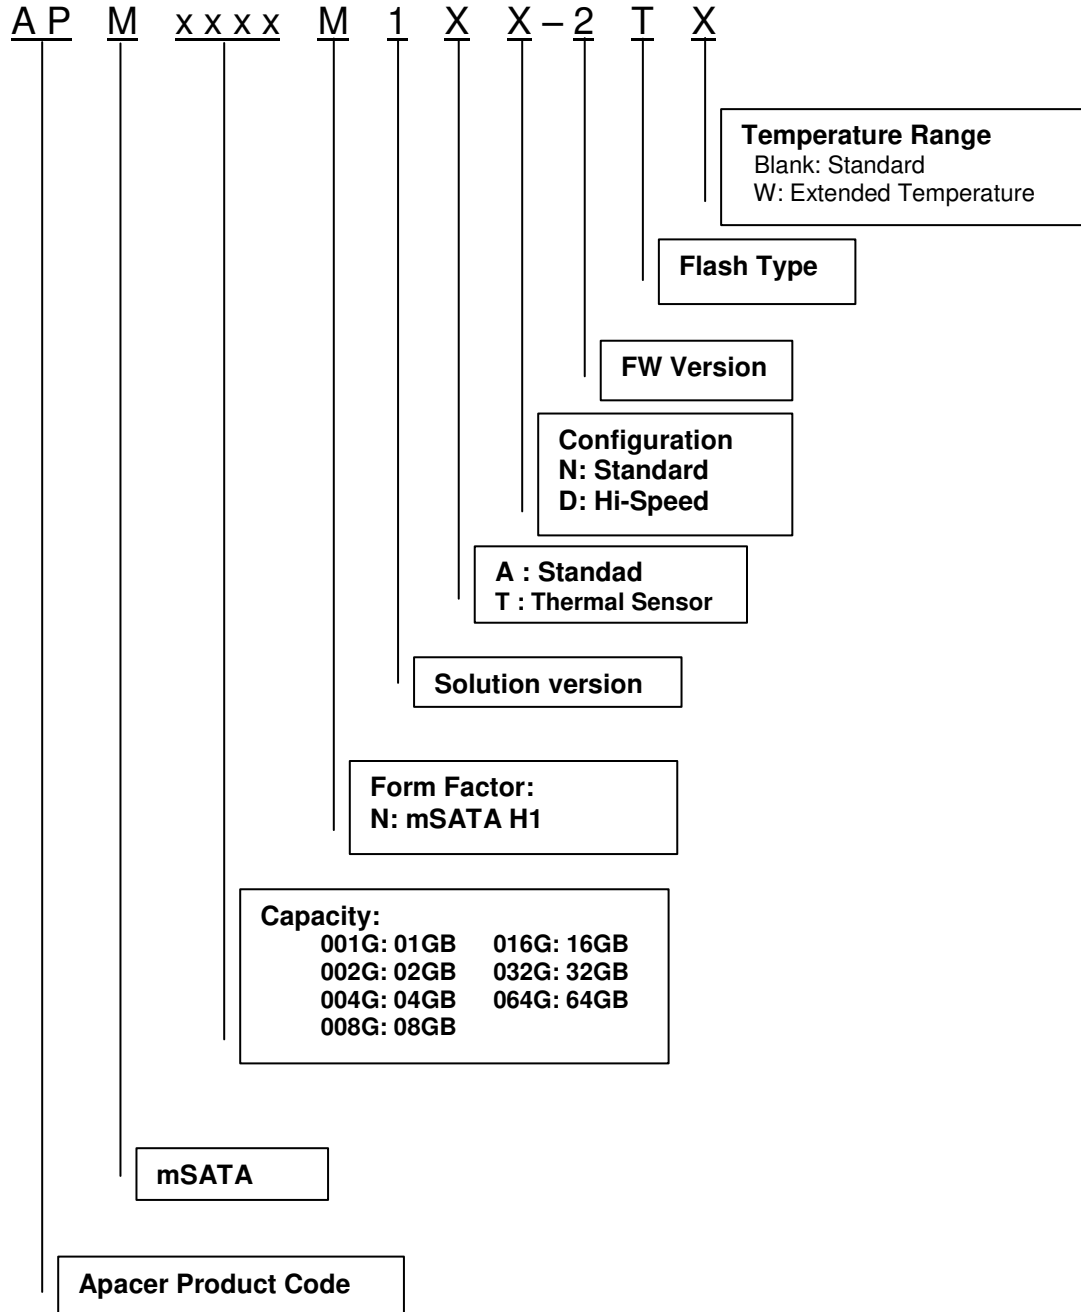 A P M x x x x M 1 X X – 2 T X
Temperature Range
Blank: Standard
W: Extended Temperature
Flash Type
FW Version
Configuration
N: Standard
D: Hi-Speed
A : Standad
T : Thermal Sensor
Solution version
Form Factor:
N: mSATA H1
Capacity:
001G: 01GB 016G: 16GB
002G: 02GB 032G: 32GB
004G: 04GB 064G: 64GB
008G: 08GB
mSATA
Apacer Product Code